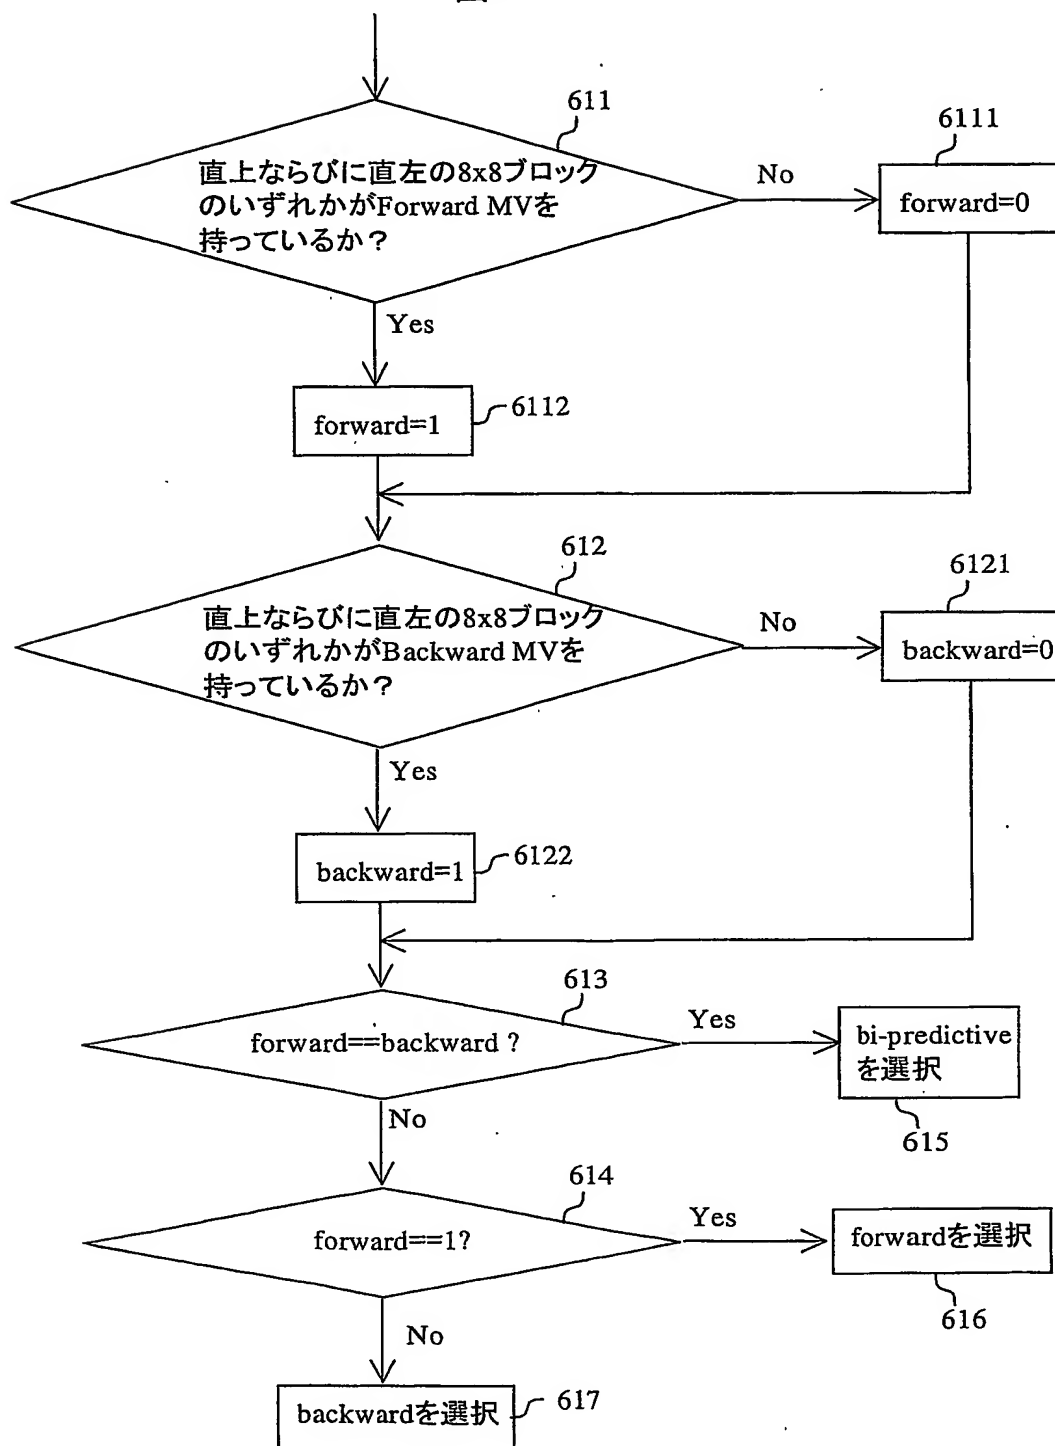 611
直上ならびに直左の8x8ブロック
のいずれかがForward MVを
持っているか？
No
6111
forward=0
Yes
forward=1
6112
612
直上ならびに直左の8x8ブロック
のいずれかがBackward MVを
持っているか？
No
6121
backward=0
Yes
backward=1
6122
613
forward==backward ?
Yes
bi-predictive
を選択
615
No
614
forward==1?
Yes
forwardを選択
616
No
backwardを選択
617